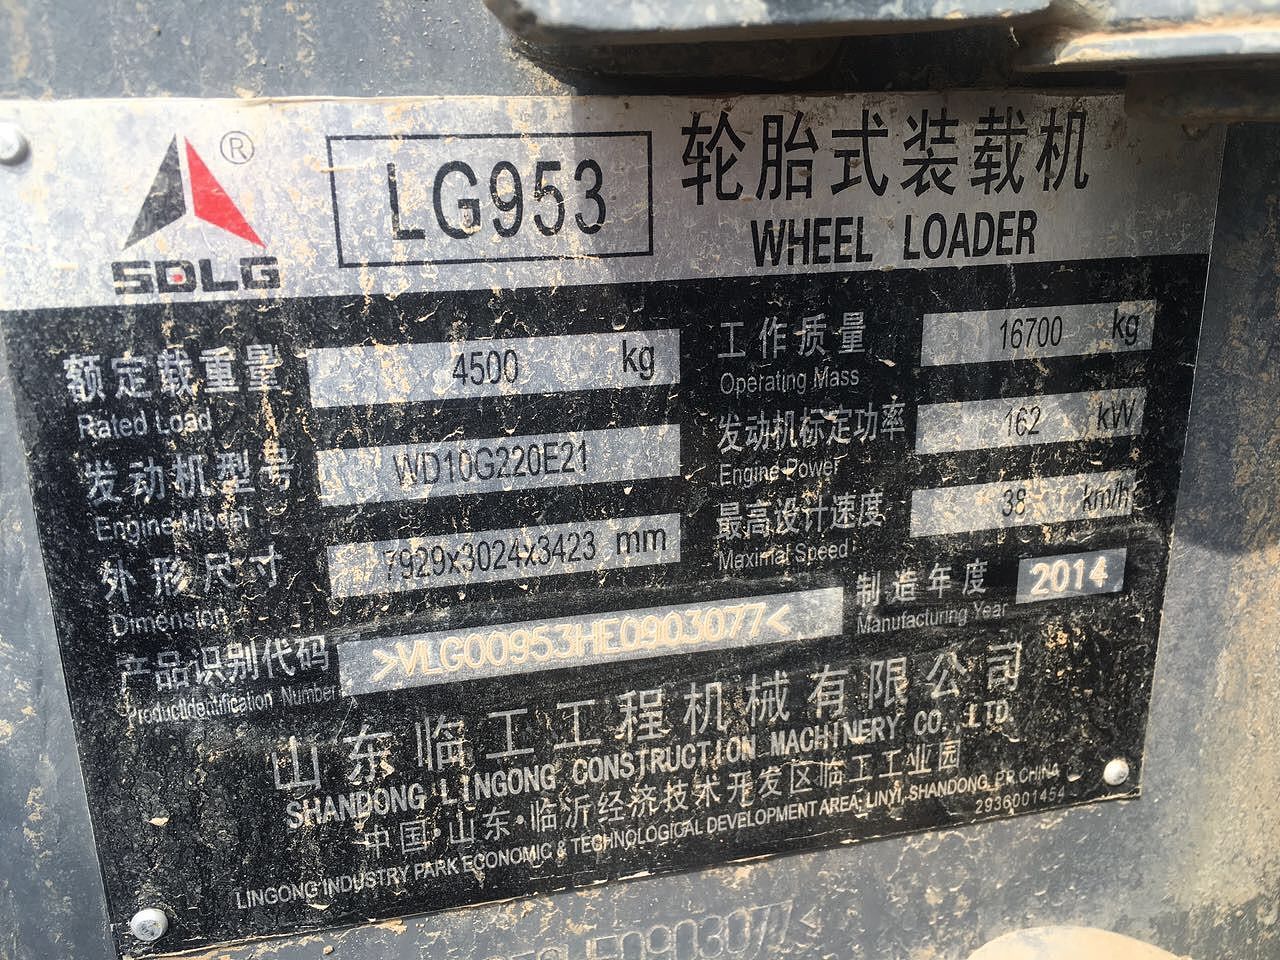 ®
SDLG
LG953
轮胎式装载机
WHEEL LOADER
额定载重量 4500 kg
Rated Load
工作质量 16700 kg
Operating Mass
发动机型号 WD10G220E21
Engine Model
发动机标定功率 162 kW
Engine Power
外形尺寸 7929x3024x3423 mm
Dimension
最高设计速度 38 km/h
Maximal Speed
产品识别代码 >VLG00953HE0903077<
ProductIdentification Number
制造年度 2014
Manufacturing Year
山东临工工程机械有限公司
SHANDONG LINGONG CONSTRUCTION MACHINERY CO.,LTD.
中国·山东·临沂经济技术开发区临工工业园
LINGONG INDUSTRY PARK ECONOMIC & TECHNOLOGICAL DEVELOPMENT AREA, LINYI, SHANDONG, P.R.CHINA
2936001454
HE0903077<